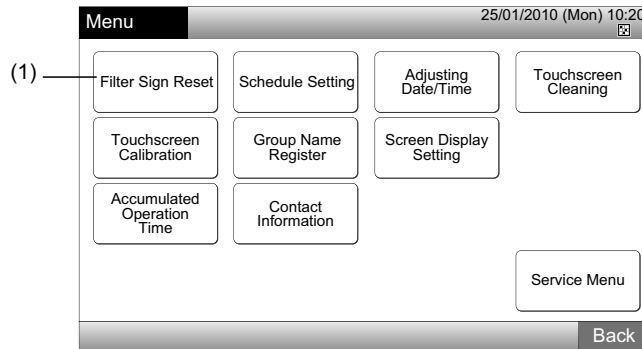 Menu
25/01/2010 (Mon) 10:20
(1)
Filter Sign Reset
Schedule Setting
Adjusting
Date/Time
Touchscreen
Cleaning
Touchscreen
Calibration
Group Name
Register
Screen Display
Setting
Accumulated
Operation
Time
Contact
Information
Service Menu
Back